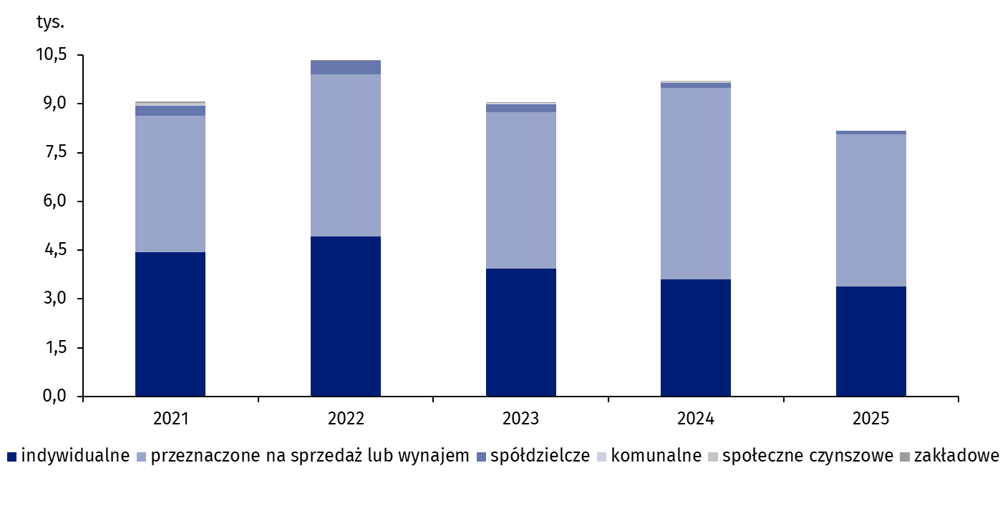 tys.
10,5
9,0
7,5
6,0
4,5
3,0
1,5
0,0
2021 2022 2023 2024 2025
indywidualne przeznaczone na sprzedaż lub wynajem spółdzielcze komunalne społeczne czynszowe zakładowe